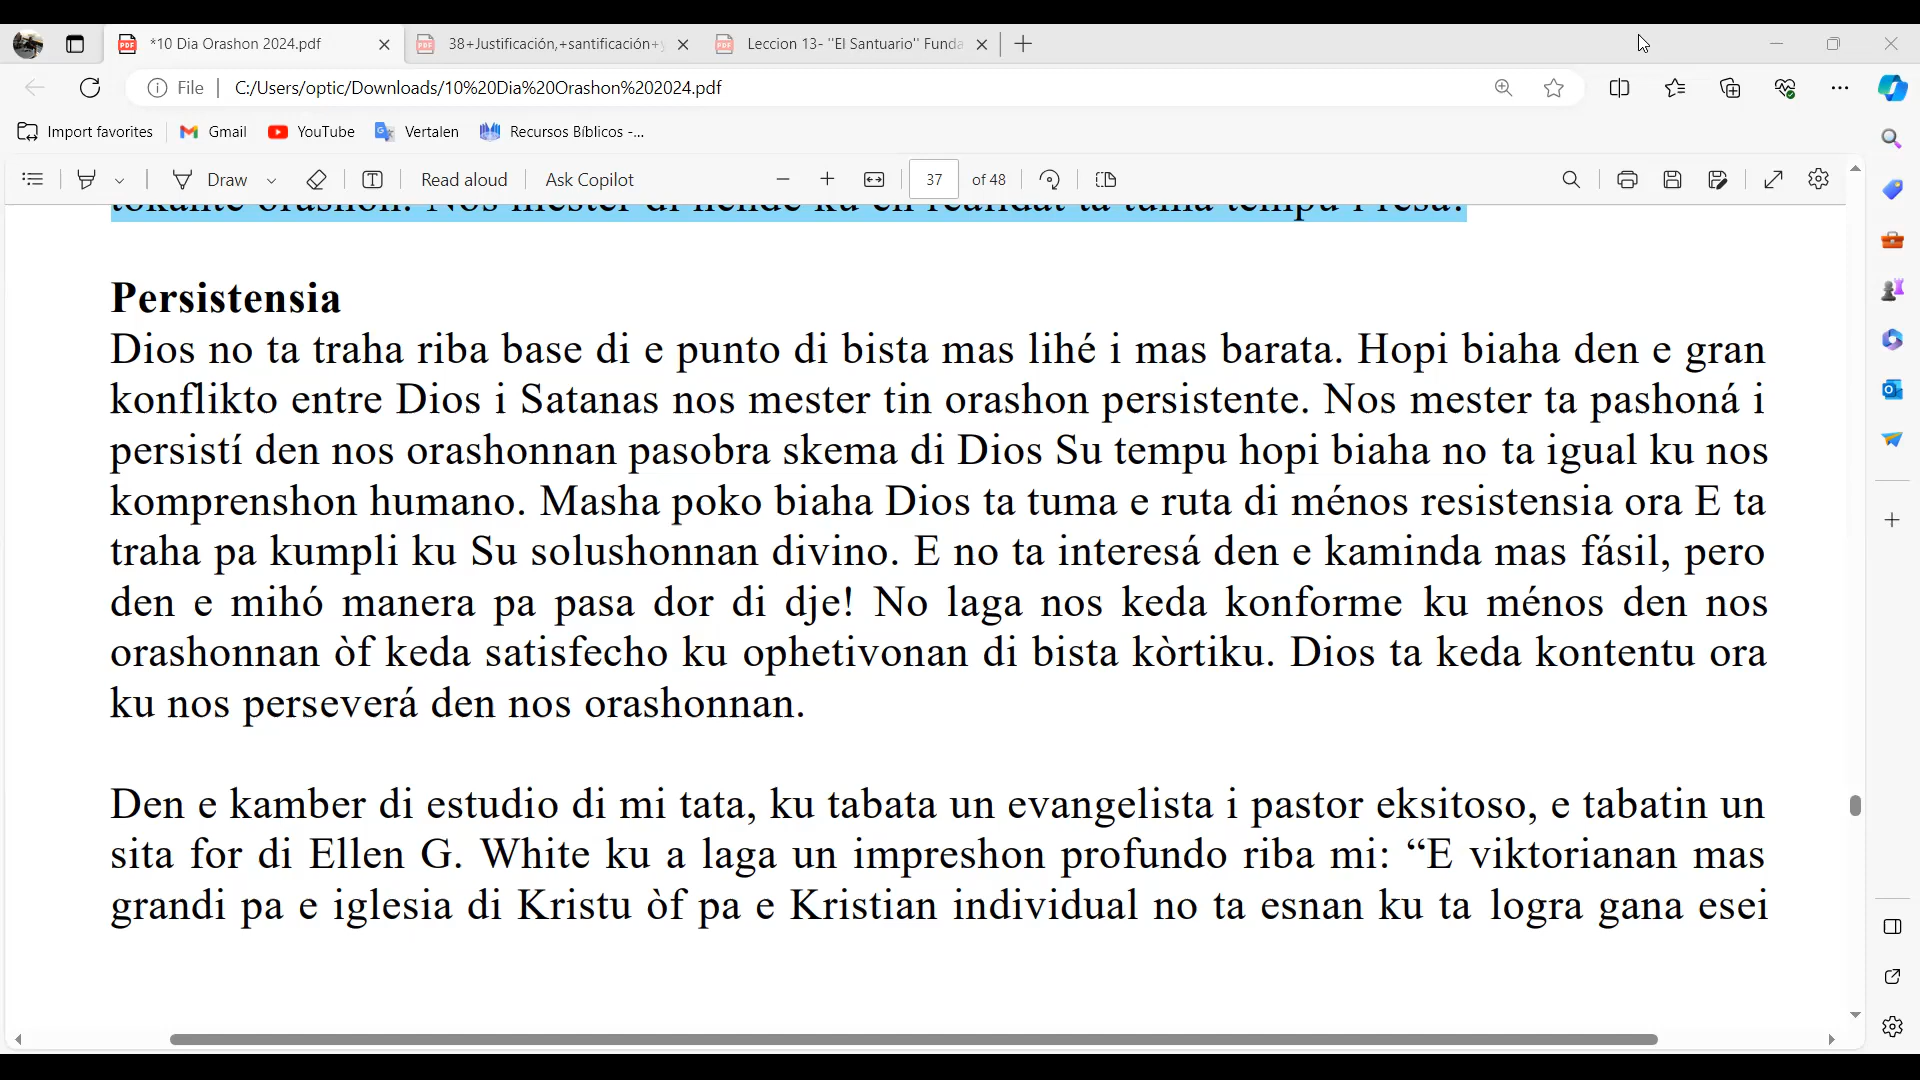 *10 Dia Orashon 2024.pdf
38+Justificación,+santificación+y
Leccion 13- "El Santuario" Funda
File
C:/Users/optic/Downloads/10%20Dia%20Orashon%202024.pdf
Import favorites
Gmail
YouTube
Vertalen
Recursos Bíblicos -...
Draw
Read aloud
Ask Copilot
37
of 48
Persistensia
Dios no ta traha riba base di e punto di bista mas lihé i mas barata. Hopi biaha den e gran
konflikto entre Dios i Satanas nos mester tin orashon persistente. Nos mester ta pashoná i
persistí den nos orashonnan pasobra skema di Dios Su tempu hopi biaha no ta igual ku nos
komprenshon humano. Masha poko biaha Dios ta tuma e ruta di ménos resistensia ora E ta
traha pa kumpli ku Su solushonnan divino. E no ta interesá den e kaminda mas fásil, pero
den e mihó manera pa pasa dor di dje! No laga nos keda konforme ku ménos den nos
orashonnan òf keda satisfecho ku ophetivonan di bista kòrtiku. Dios ta keda kontentu ora
ku nos perseverá den nos orashonnan.
Den e kamber di estudio di mi tata, ku tabata un evangelista i pastor eksitoso, e tabatin un
sita for di Ellen G. White ku a laga un impreshon profundo riba mi: “E viktorianan mas
grandi pa e iglesia di Kristu òf pa e Kristian individual no ta esnan ku ta logra gana esei